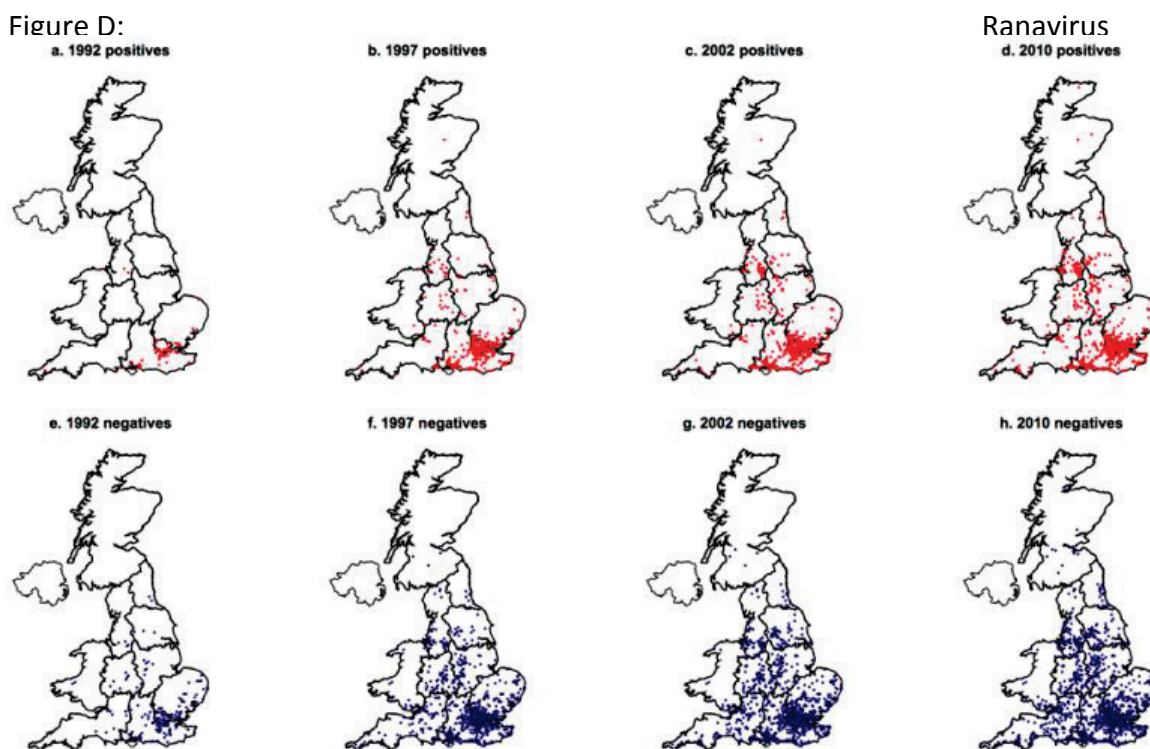 Figure D: Ranavirus
a. 1992 positives b. 1997 positives c. 2002 positives d. 2010 positives
e. 1992 negatives f. 1997 negatives g. 2002 negatives h. 2010 negatives